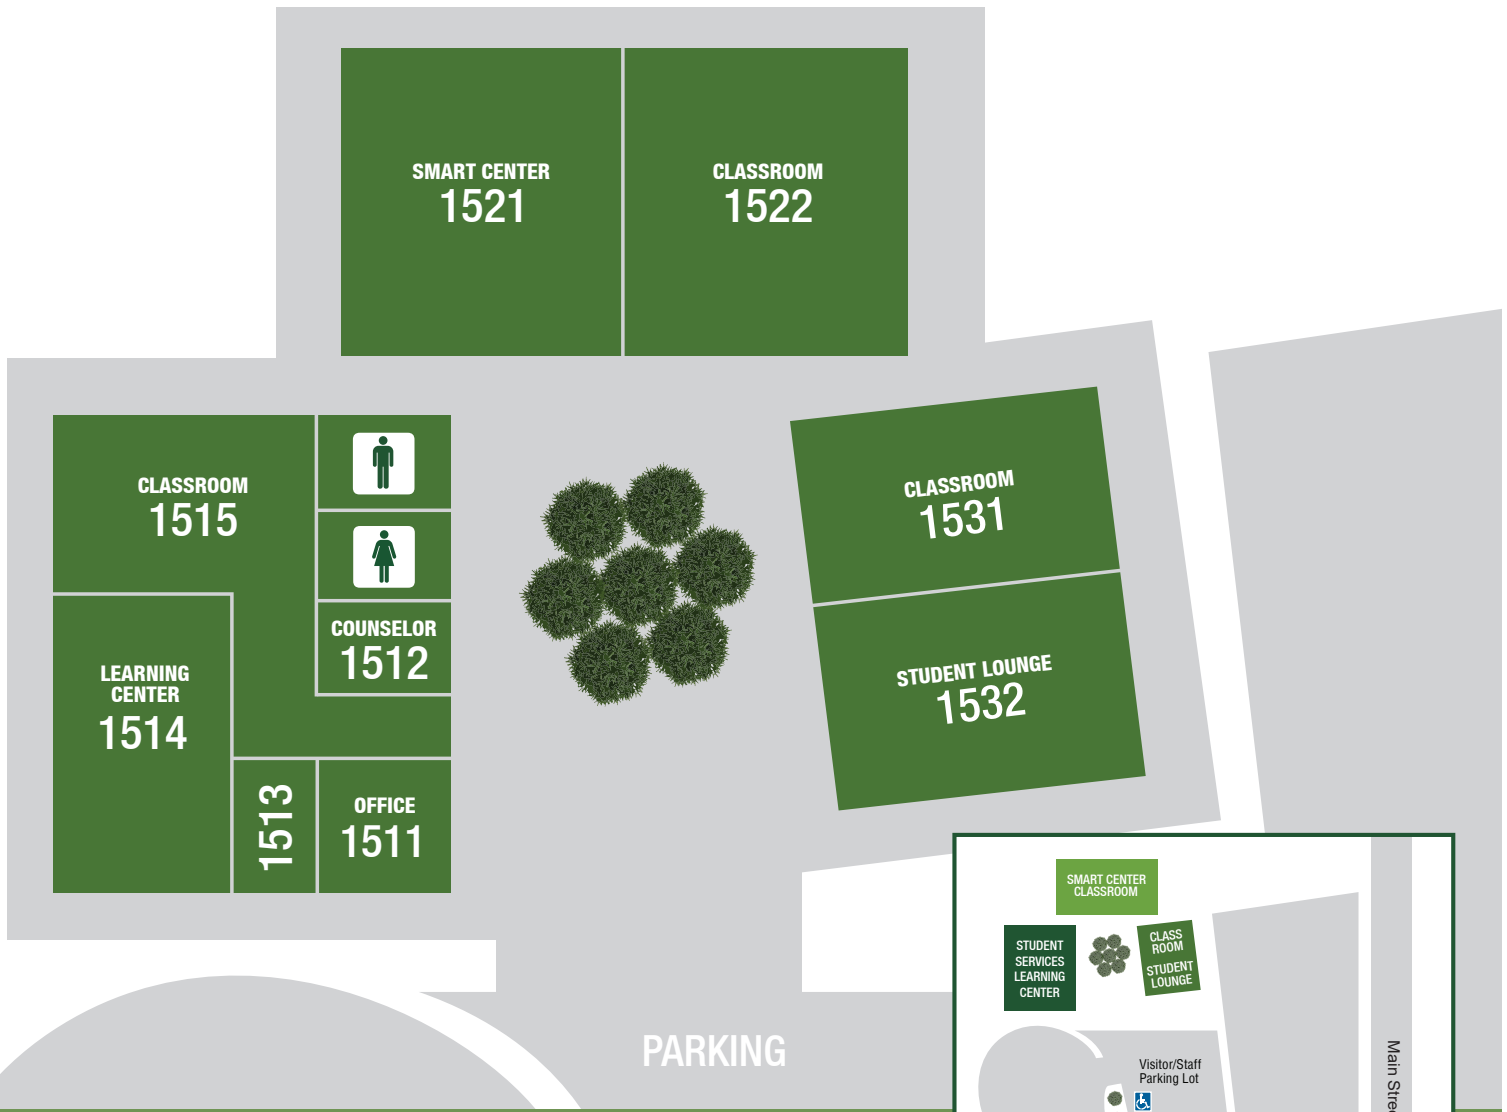 SMART CENTER
1521
CLASSROOM
1522
CLASSROOM
1515
COUNSELOR
1512
LEARNING
CENTER
1514
1513
OFFICE
1511
CLASSROOM
1531
STUDENT LOUNGE
1532
PARKING
SMART CENTER
CLASSROOM
STUDENT
SERVICES
LEARNING
CENTER
CLASS
ROOM
STUDENT
LOUNGE
Visitor/Staff
Parking Lot
Main